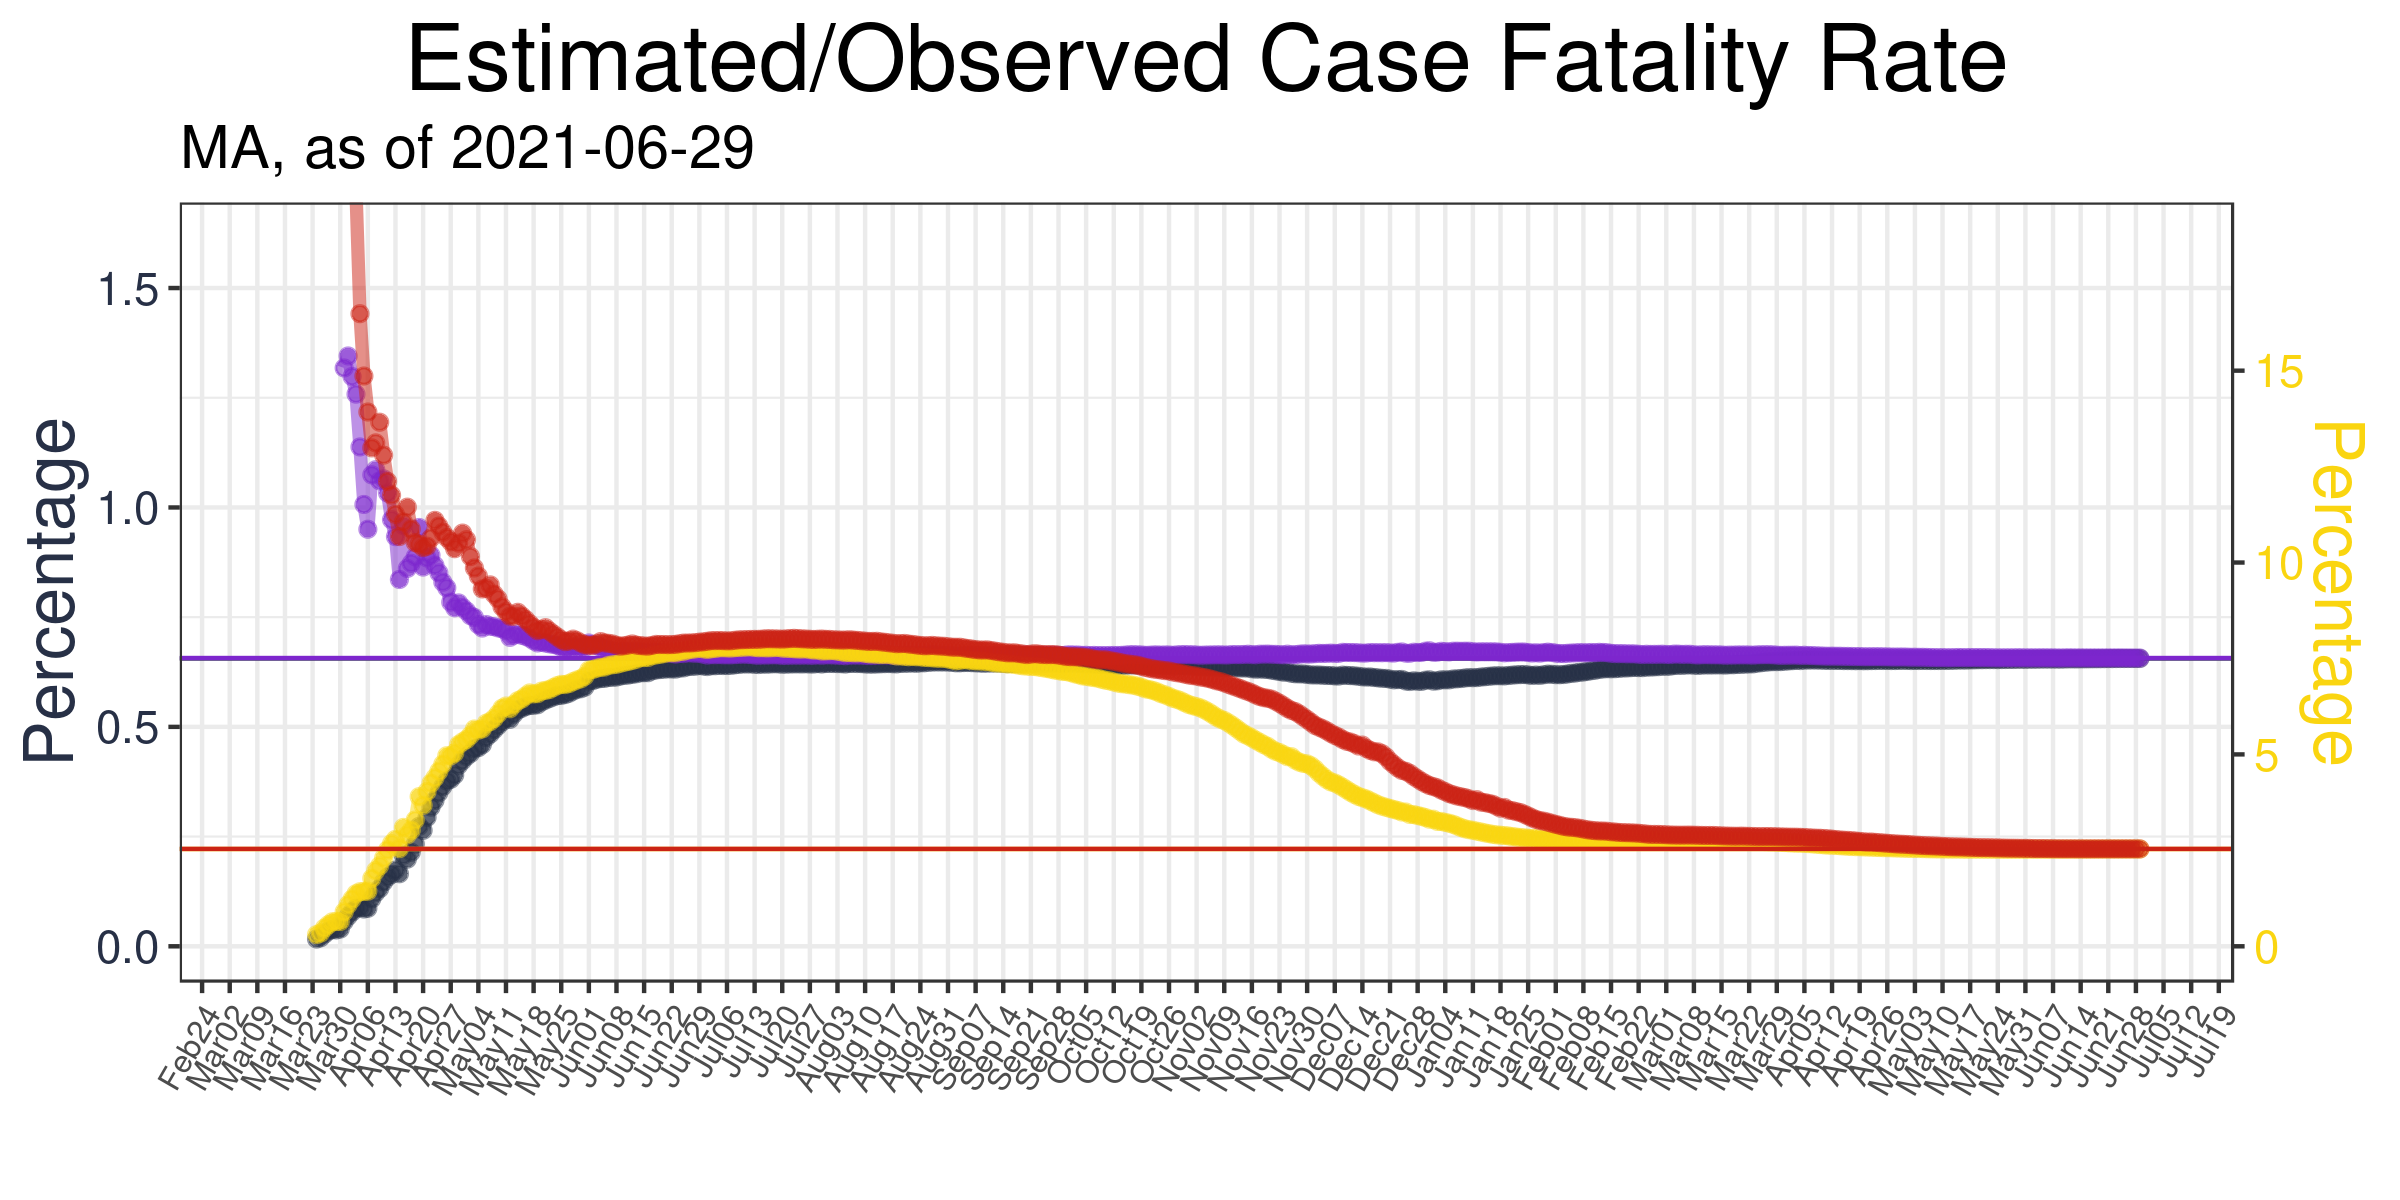 Estimated/Observed Case Fatality Rate
MA, as of 2021-06-29
Percentage
1.5
1.0
0.5
0.0
15
10
5
0
Percentage
Feb24
Mar02
Mar09
Mar16
Mar23
Mar30
Apr06
Apr13
Apr20
Apr27
May04
May11
May18
May25
Jun01
Jun08
Jun15
Jun22
Jun29
Jul06
Jul13
Jul20
Jul27
Aug03
Aug10
Aug17
Aug24
Aug31
Sep07
Sep14
Sep21
Sep28
Oct05
Oct12
Oct19
Oct26
Nov02
Nov09
Nov16
Nov23
Nov30
Dec07
Dec14
Dec21
Dec28
Jan04
Jan11
Jan18
Jan25
Feb01
Feb08
Feb15
Feb22
Mar01
Mar08
Mar15
Mar22
Mar29
Apr05
Apr12
Apr19
Apr26
May03
May10
May17
May24
May31
Jun07
Jun14
Jun21
Jun28
Jul05
Jul12
Jul19